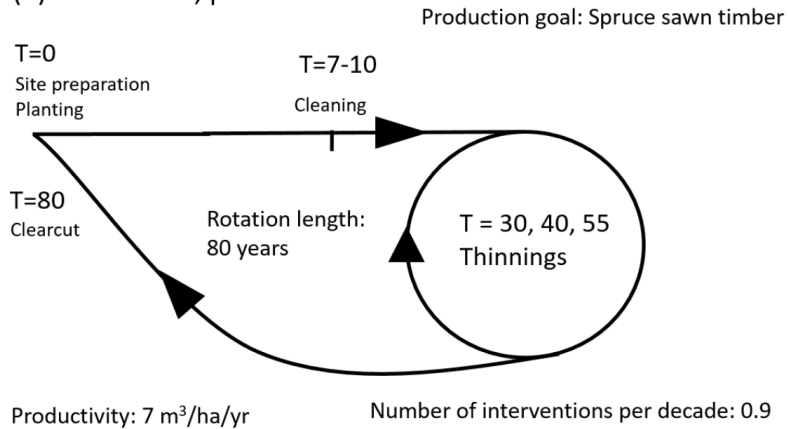 Production goal: Spruce sawn timber
T=0
Site preparation
Planting
T=7-10
Cleaning
T=80
Clearcut
Rotation length:
80 years
T = 30, 40, 55
Thinnings
Productivity: 7 m³/ha/yr
Number of interventions per decade: 0.9